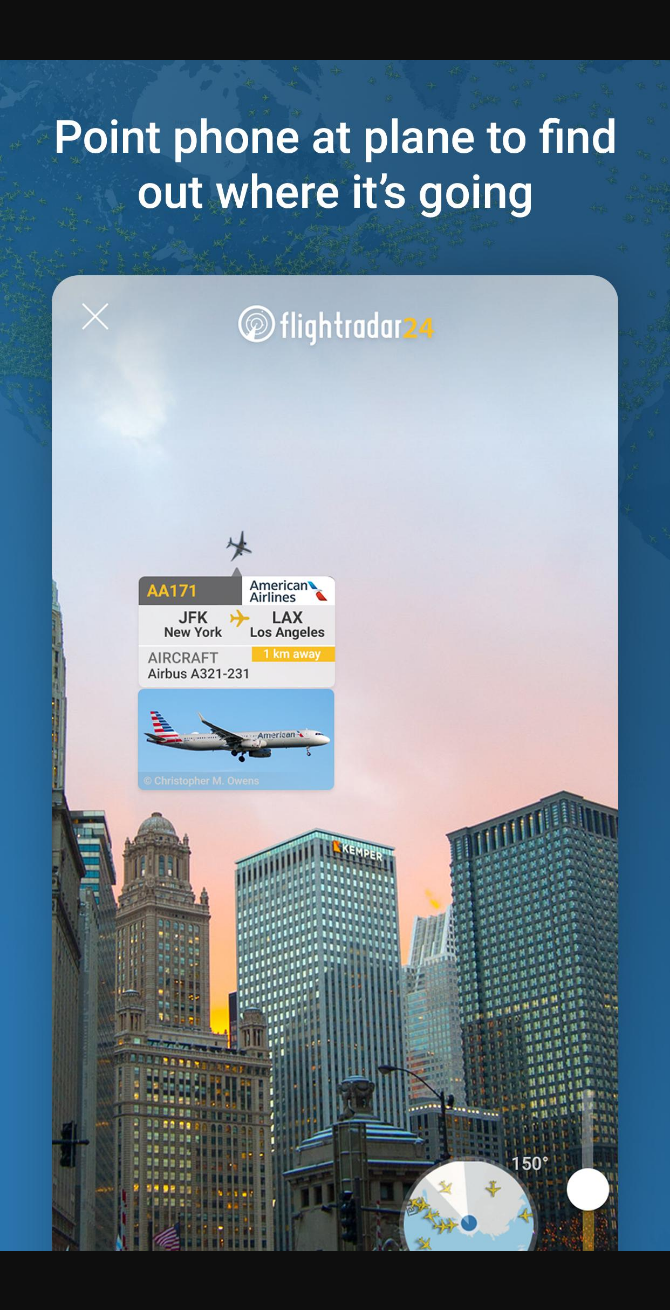 Point phone at plane to find
out where it’s going
flightradar24
AA171
American
Airlines
JFK
LAX
New York
Los Angeles
1 km away
AIRCRAFT
Airbus A321-231
American
© Christopher M. Owens
KEMPER
150°